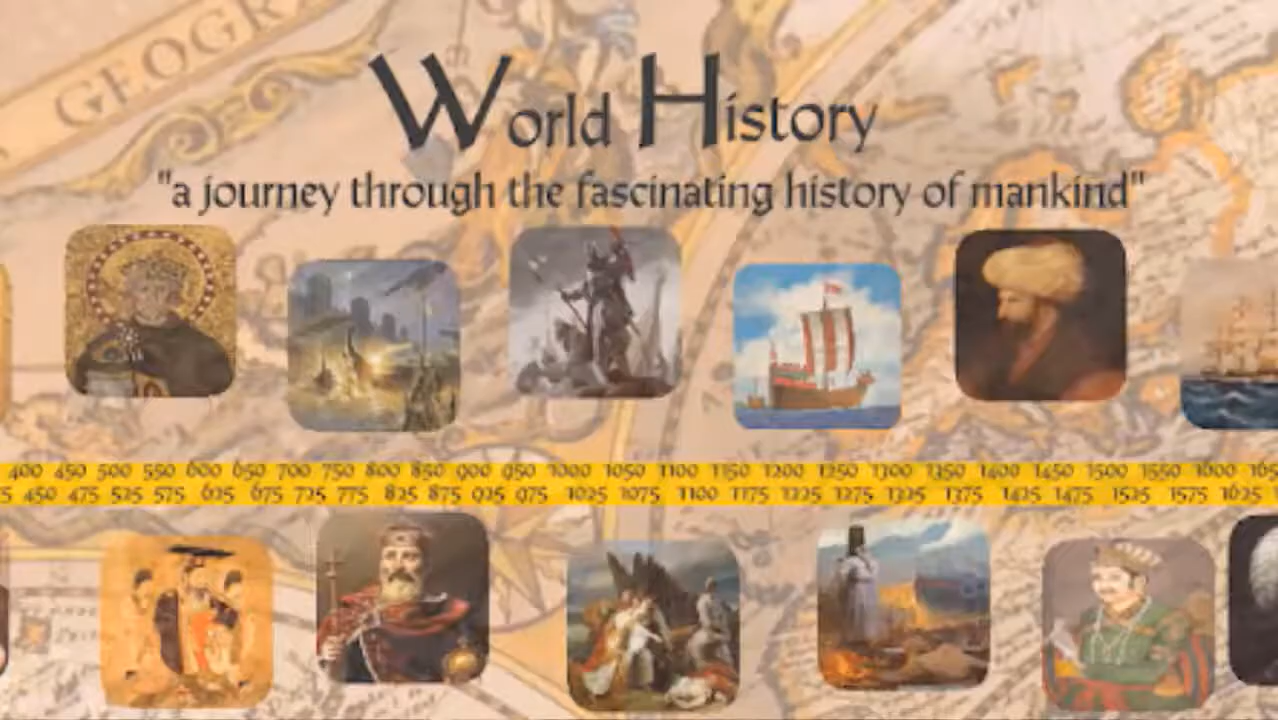 GEOGR
World History
"a journey through the fascinating history of mankind"
400 450 500 550 600 650 700 750 800 850 900 950 1000 1050 1100 1150 1200 1250 1300 1350 1400 1450 1500 1550 1600 165
5 450 475 525 575 625 675 725 775 825 875 925 975 1025 1075 1100 1175 1225 1275 1325 1375 1425 1475 1525 1575 1625